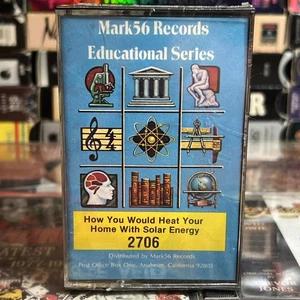 Mark56 Records
Educational Series
How You Would Heat Your
Home With Solar Energy
2706
Distributed by Mark56 Records
Post Office Box One, Anaheim, California 92805